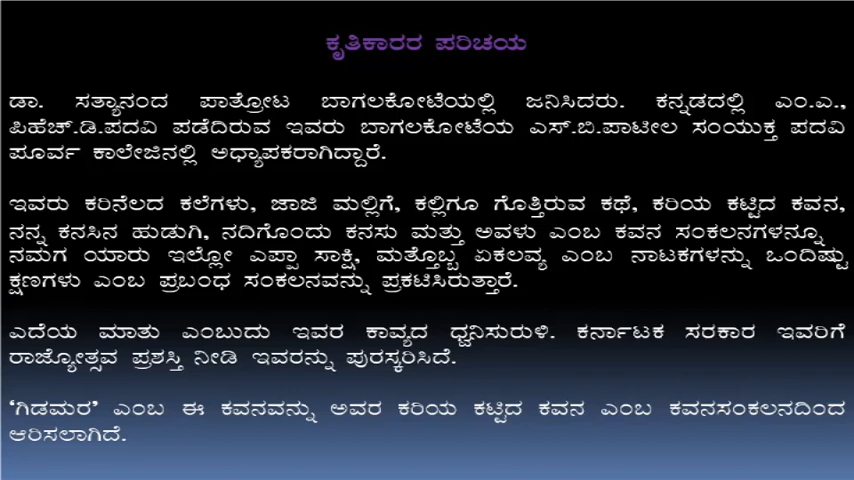 ಕೃತಿಕಾರರ ಪರಿಚಯ
ಡಾ. ಸತ್ಯಾನಂದ ಪಾತ್ರೋಟ ಬಾಗಲಕೋಟೆಯಲ್ಲಿ ಜನಿಸಿದರು. ಕನ್ನಡದಲ್ಲಿ ಎಂ.ಎ.,
ಪಿಹೆಚ್.ಡಿ.ಪದವಿ ಪಡೆದಿರುವ ಇವರು ಬಾಗಲಕೋಟೆಯ ಎಸ್.ಬಿ.ಪಾಟೀಲ ಸಂಯುಕ್ತ ಪದವಿ
ಪೂರ್ವ ಕಾಲೇಜಿನಲ್ಲಿ ಅಧ್ಯಾಪಕರಾಗಿದ್ದಾರೆ.
ಇವರು ಕರಿನೆಲದ ಕಲೆಗಳು, ಜಾಜಿ ಮಲ್ಲಿಗೆ, ಕಲ್ಲಿಗೂ ಗೊತ್ತಿರುವ ಕಥೆ, ಕರಿಯ ಕಟ್ಟಿದ ಕವನ,
ನನ್ನ ಕನಸಿನ ಹುಡುಗಿ, ನದಿಗೊಂದು ಕನಸು ಮತ್ತು ಅವಳು ಎಂಬ ಕವನ ಸಂಕಲನಗಳನ್ನೂ
ನಮಗ ಯಾರು ಇಲ್ಲೋ ಎಪ್ಪಾ ಸಾಕ್ಷಿ, ಮತ್ತೊಬ್ಬ ಏಕಲವ್ಯ ಎಂಬ ನಾಟಕಗಳನ್ನು ಒಂದಿಷ್ಟು
ಕ್ಷಣಗಳು ಎಂಬ ಪ್ರಬಂಧ ಸಂಕಲನವನ್ನು ಪ್ರಕಟಿಸಿರುತ್ತಾರೆ.
ಎದೆಯ ಮಾತು ಎಂಬುದು ಇವರ ಕಾವ್ಯದ ಧ್ವನಿಸುರುಳಿ. ಕರ್ನಾಟಕ ಸರಕಾರ ಇವರಿಗೆ
ರಾಜ್ಯೋತ್ಸವ ಪ್ರಶಸ್ತಿ ನೀಡಿ ಇವರನ್ನು ಪುರಸ್ಕರಿಸಿದೆ.
‘ಗಿಡಮರ’ ಎಂಬ ಈ ಕವನವನ್ನು ಅವರ ಕರಿಯ ಕಟ್ಟಿದ ಕವನ ಎಂಬ ಕವನಸಂಕಲನದಿಂದ
ಆರಿಸಲಾಗಿದೆ.